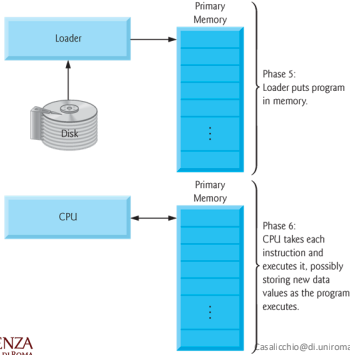 Primary
Memory
Loader
Disk
Phase 5:
Loader puts program
in memory.
Primary
Memory
CPU
Phase 6:
CPU takes each
instruction and
executes it, possibly
storing new data
values as the program
executes.
ENZA
DI ROMA
Casalicchio@di.uniroma